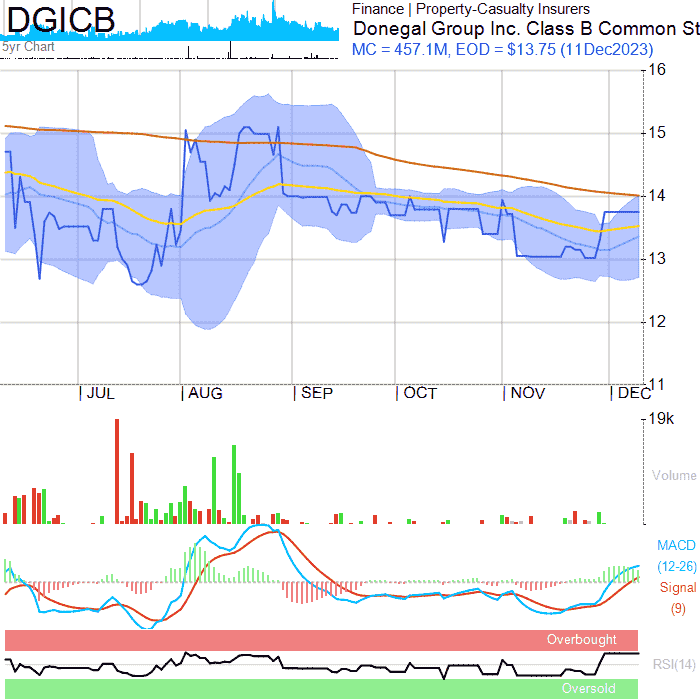 DGICB
5yr Chart
Finance | Property-Casualty Insurers
Donegal Group Inc. Class B Common St
MC = 457.1M, EOD = $13.75 (11Dec2023)
16
15
14
13
12
11
JUL
AUG
SEP
OCT
NOV
DEC
19k
Volume
MACD
(12-26)
Signal
(9)
Overbought
RSI(14)
Oversold